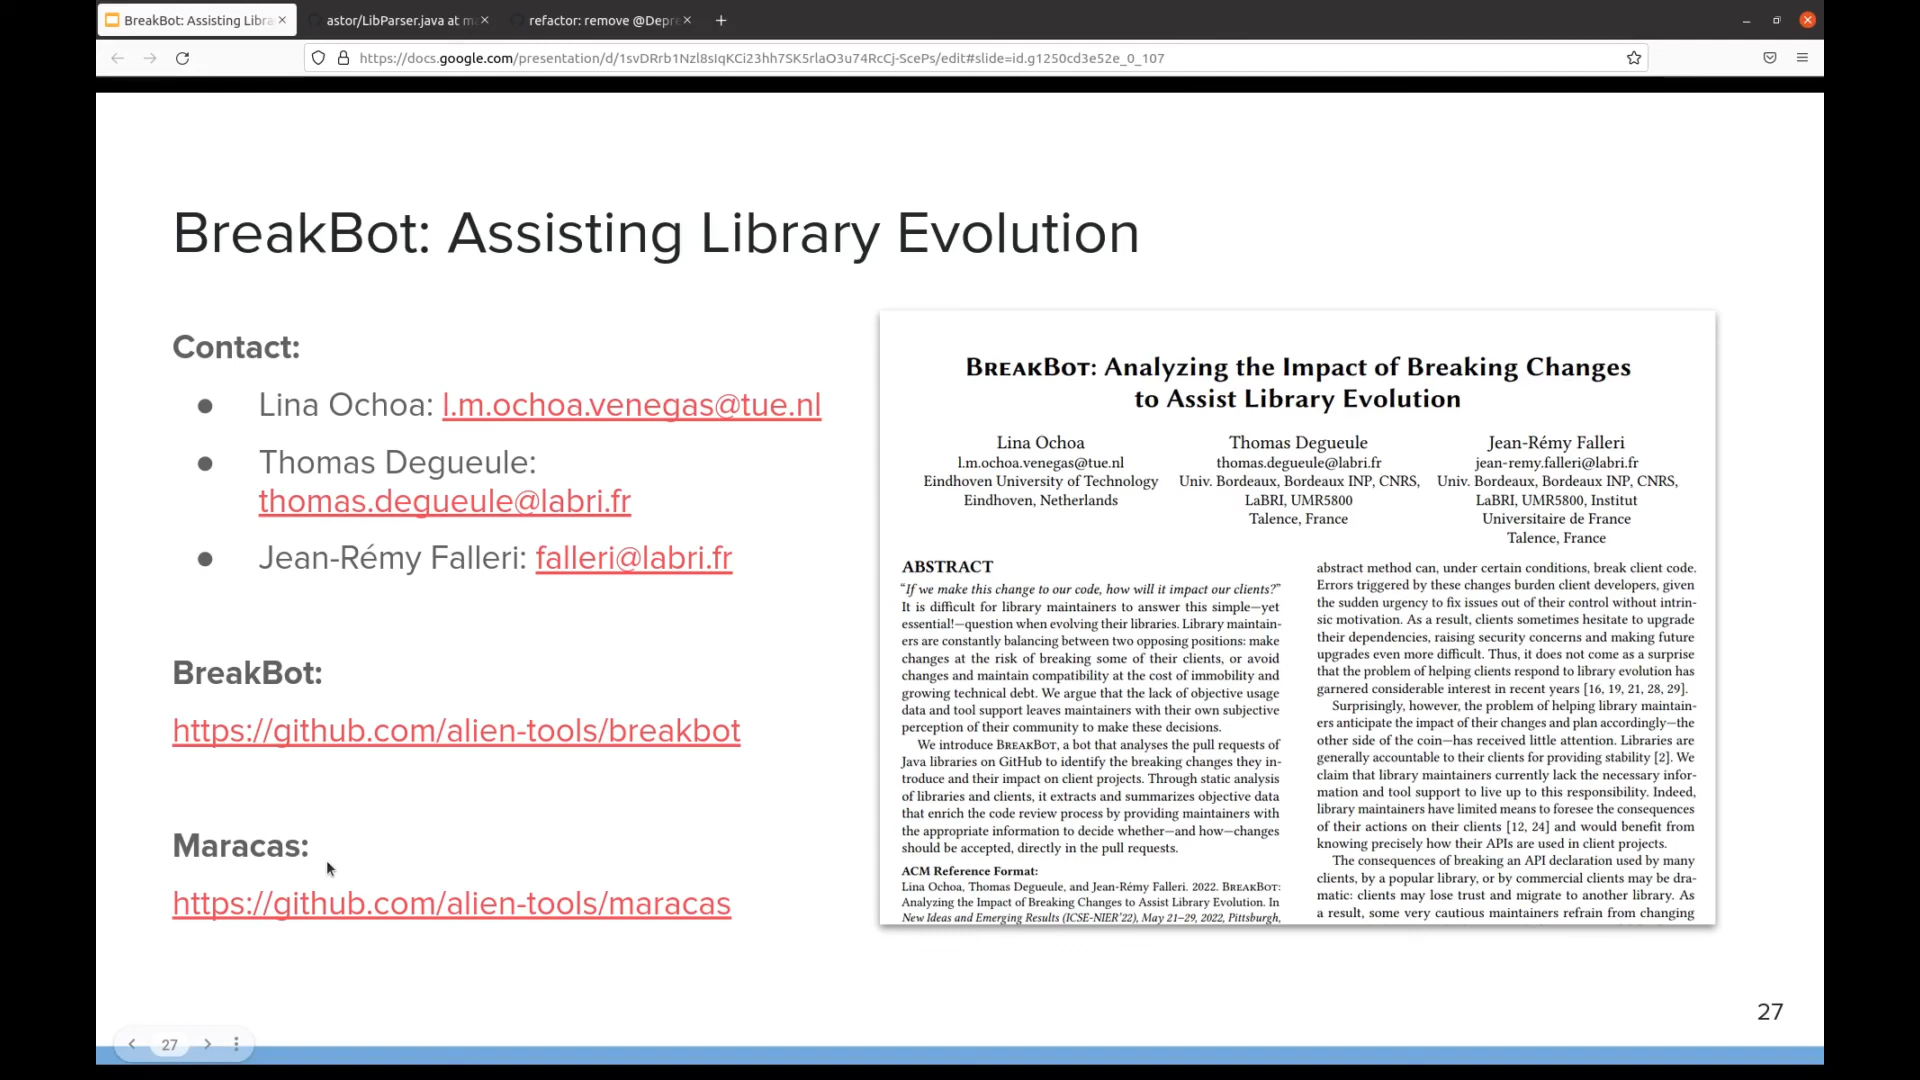 BreakBot: Assisting Libra
astor/LibParser.java at m
refactor: remove @Depr
https://docs.google.com/presentation/d/1svDRrb1Nzl8sIqKCi23hh7SK5rlaO3u74RcCj-ScePs/edit#slide=id.g1250cd3e52e_0_107
BreakBot: Assisting Library Evolution
Contact:
● Lina Ochoa: l.m.ochoa.venegas@tue.nl
● Thomas Degueule:
thomas.degueule@labri.fr
● Jean-Rémy Falleri: falleri@labri.fr
BreakBot:
https://github.com/alien-tools/breakbot
Maracas:
https://github.com/alien-tools/maracas
BREAKBOT: Analyzing the Impact of Breaking Changes
to Assist Library Evolution
Lina Ochoa
l.m.ochoa.venegas@tue.nl
Eindhoven University of Technology
Eindhoven, Netherlands
Thomas Degueule
thomas.degueule@labri.fr
Univ. Bordeaux, Bordeaux INP, CNRS,
LaBRI, UMR5800
Talence, France
Jean-Rémy Falleri
jean-remy.falleri@labri.fr
Univ. Bordeaux, Bordeaux INP, CNRS,
LaBRI, UMR5800, Institut
Universitaire de France
Talence, France
ABSTRACT
“If we make this change to our code, how will it impact our clients?”
It is difficult for library maintainers to answer this simple—yet
essential!—question when evolving their libraries. Library maintain-
ers are constantly balancing between two opposing positions: make
changes at the risk of breaking some of their clients, or avoid
changes and maintain compatibility at the cost of immobility and
growing technical debt. We argue that the lack of objective usage
data and tool support leaves maintainers with their own subjective
perception of their community to make these decisions.
We introduce BREAKBOT, a bot that analyses the pull requests of
Java libraries on GitHub to identify the breaking changes they in-
troduce and their impact on client projects. Through static analysis
of libraries and clients, it extracts and summarizes objective data
that enrich the code review process by providing maintainers with
the appropriate information to decide whether—and how—changes
should be accepted, directly in the pull requests.
ACM Reference Format:
Lina Ochoa, Thomas Degueule, and Jean-Rémy Falleri. 2022. BREAKBOT:
Analyzing the Impact of Breaking Changes to Assist Library Evolution. In
New Ideas and Emerging Results (ICSE-NIER’22), May 21–29, 2022, Pittsburgh,
abstract method can, under certain conditions, break client code.
Errors triggered by these changes burden client developers, given
the sudden urgency to fix issues out of their control without intrin-
sic motivation. As a result, clients sometimes hesitate to upgrade
their dependencies, raising security concerns and making future
upgrades even more difficult. Thus, it does not come as a surprise
that the problem of helping clients respond to library evolution has
garnered considerable interest in recent years [16, 19, 21, 28, 29].
Surprisingly, however, the problem of helping library maintain-
ers anticipate the impact of their changes and plan accordingly—the
other side of the coin—has received little attention. Libraries are
generally accountable to their clients for providing stability [2]. We
claim that library maintainers currently lack the necessary infor-
mation and tool support to live up to this responsibility. Indeed,
library maintainers have limited means to foresee the consequences
of their actions on their clients [12, 24] and would benefit from
knowing precisely how their APIs are used in client projects.
The consequences of breaking an API declaration used by many
clients, by a popular library, or by commercial clients may be dra-
matic: clients may lose trust and migrate to another library. As
a result, some very cautious maintainers refrain from changing
27
27